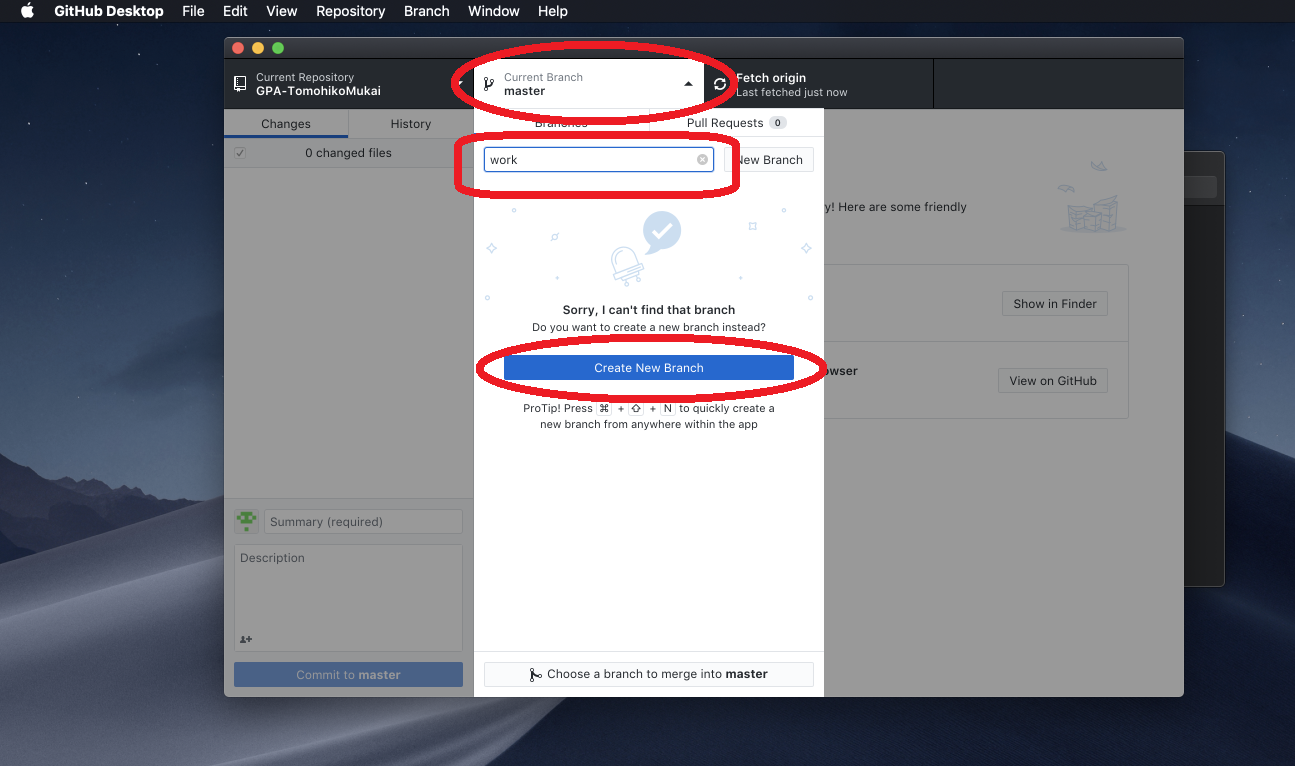 GitHub Desktop File Edit View Repository Branch Window Help
Current Repository
GPA-TomohikoMukai
Current Branch
master
Fetch origin
Last fetched just now
Changes History
Branches Pull Requests 0
0 changed files
work
New Branch
y! Here are some friendly
Sorry, I can't find that branch
Do you want to create a new branch instead?
Show in Finder
Create New Branch
owser
View on GitHub
ProTip! Press ⌘ + ⇧ + N to quickly create a
new branch from anywhere within the app
Summary (required)
Description
Commit to master
Choose a branch to merge into master